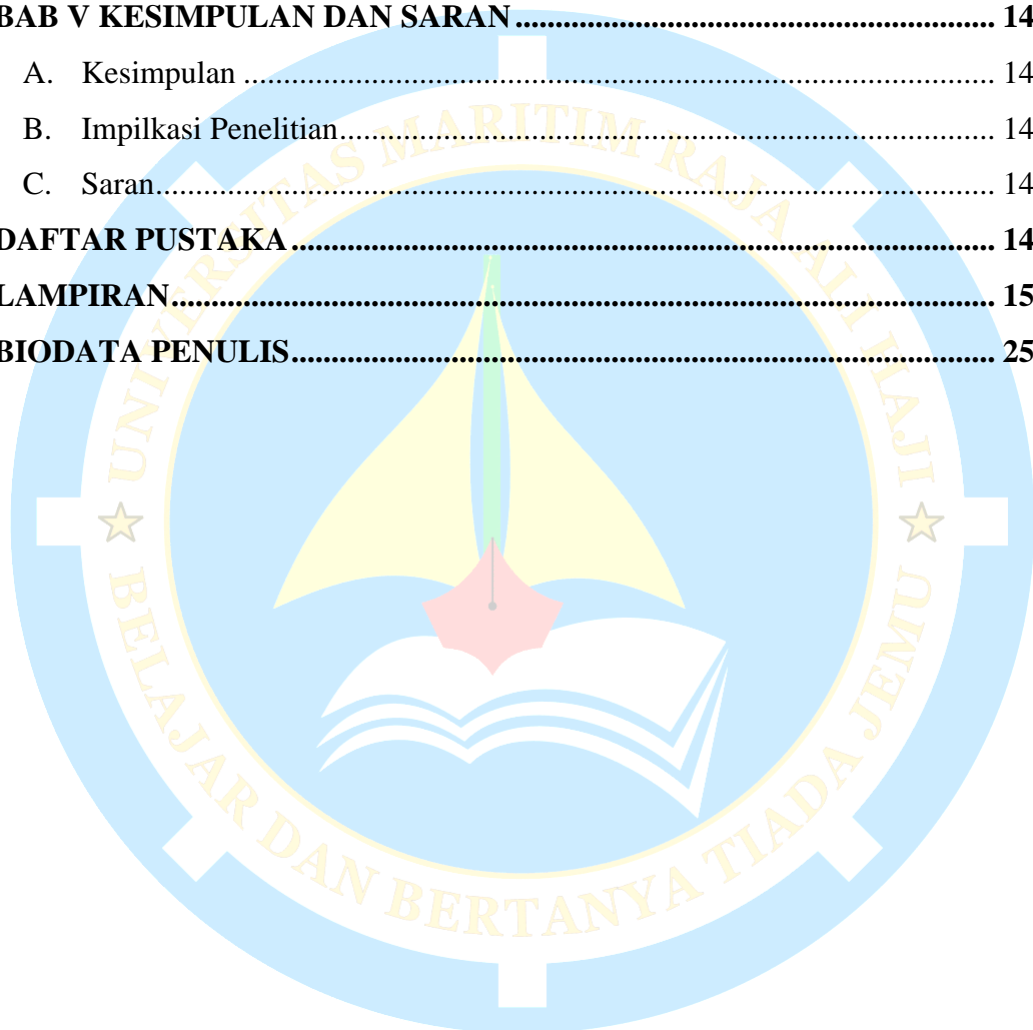 BAB V KESIMPULAN DAN SARAN ........................................................................ 14
A. Kesimpulan ........................................................................ 14
B. Impilkasi Penelitian ........................................................................ 14
C. Saran ........................................................................ 14
DAFTAR PUSTAKA ........................................................................ 14
LAMPIRAN ........................................................................ 15
BIODATA PENULIS ........................................................................ 25
UNIVERSITAS MARITIM RAJA ALI HAJI
BELAJAR DAN BERTANYA TIADA JEMU